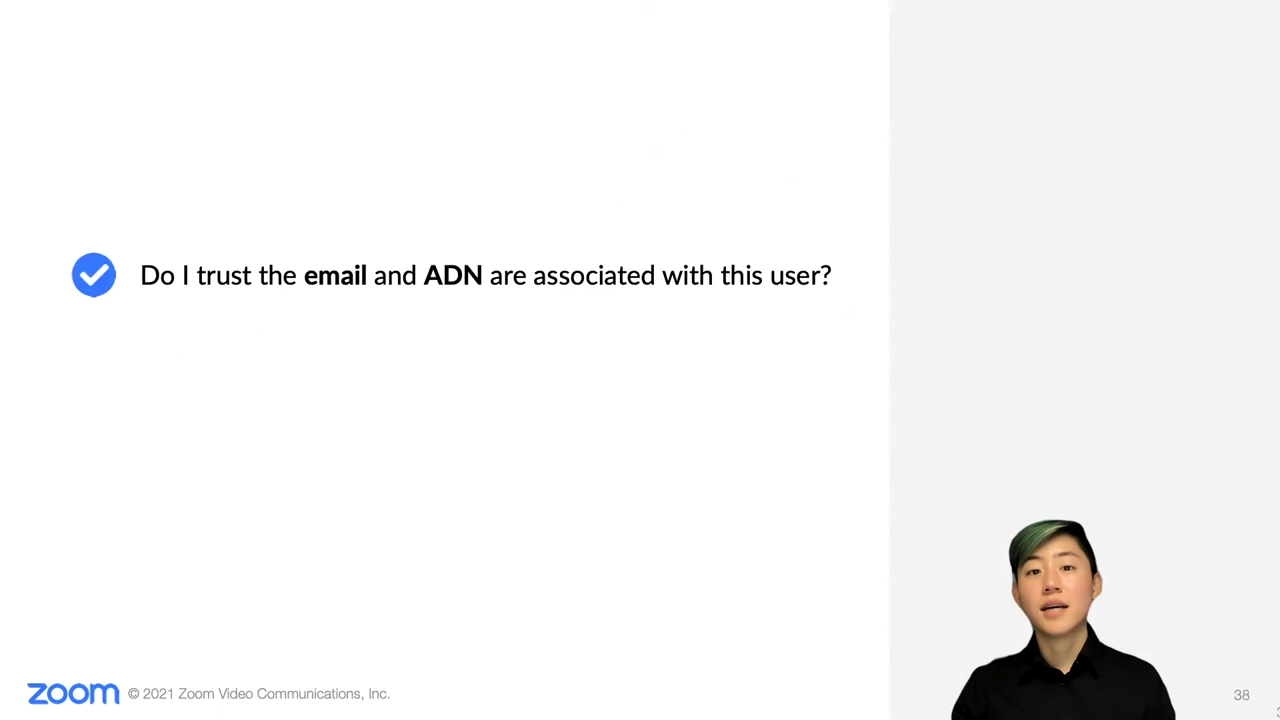 Do I trust the email and ADN are associated with this user?
zoom © 2021 Zoom Video Communications, Inc.
38